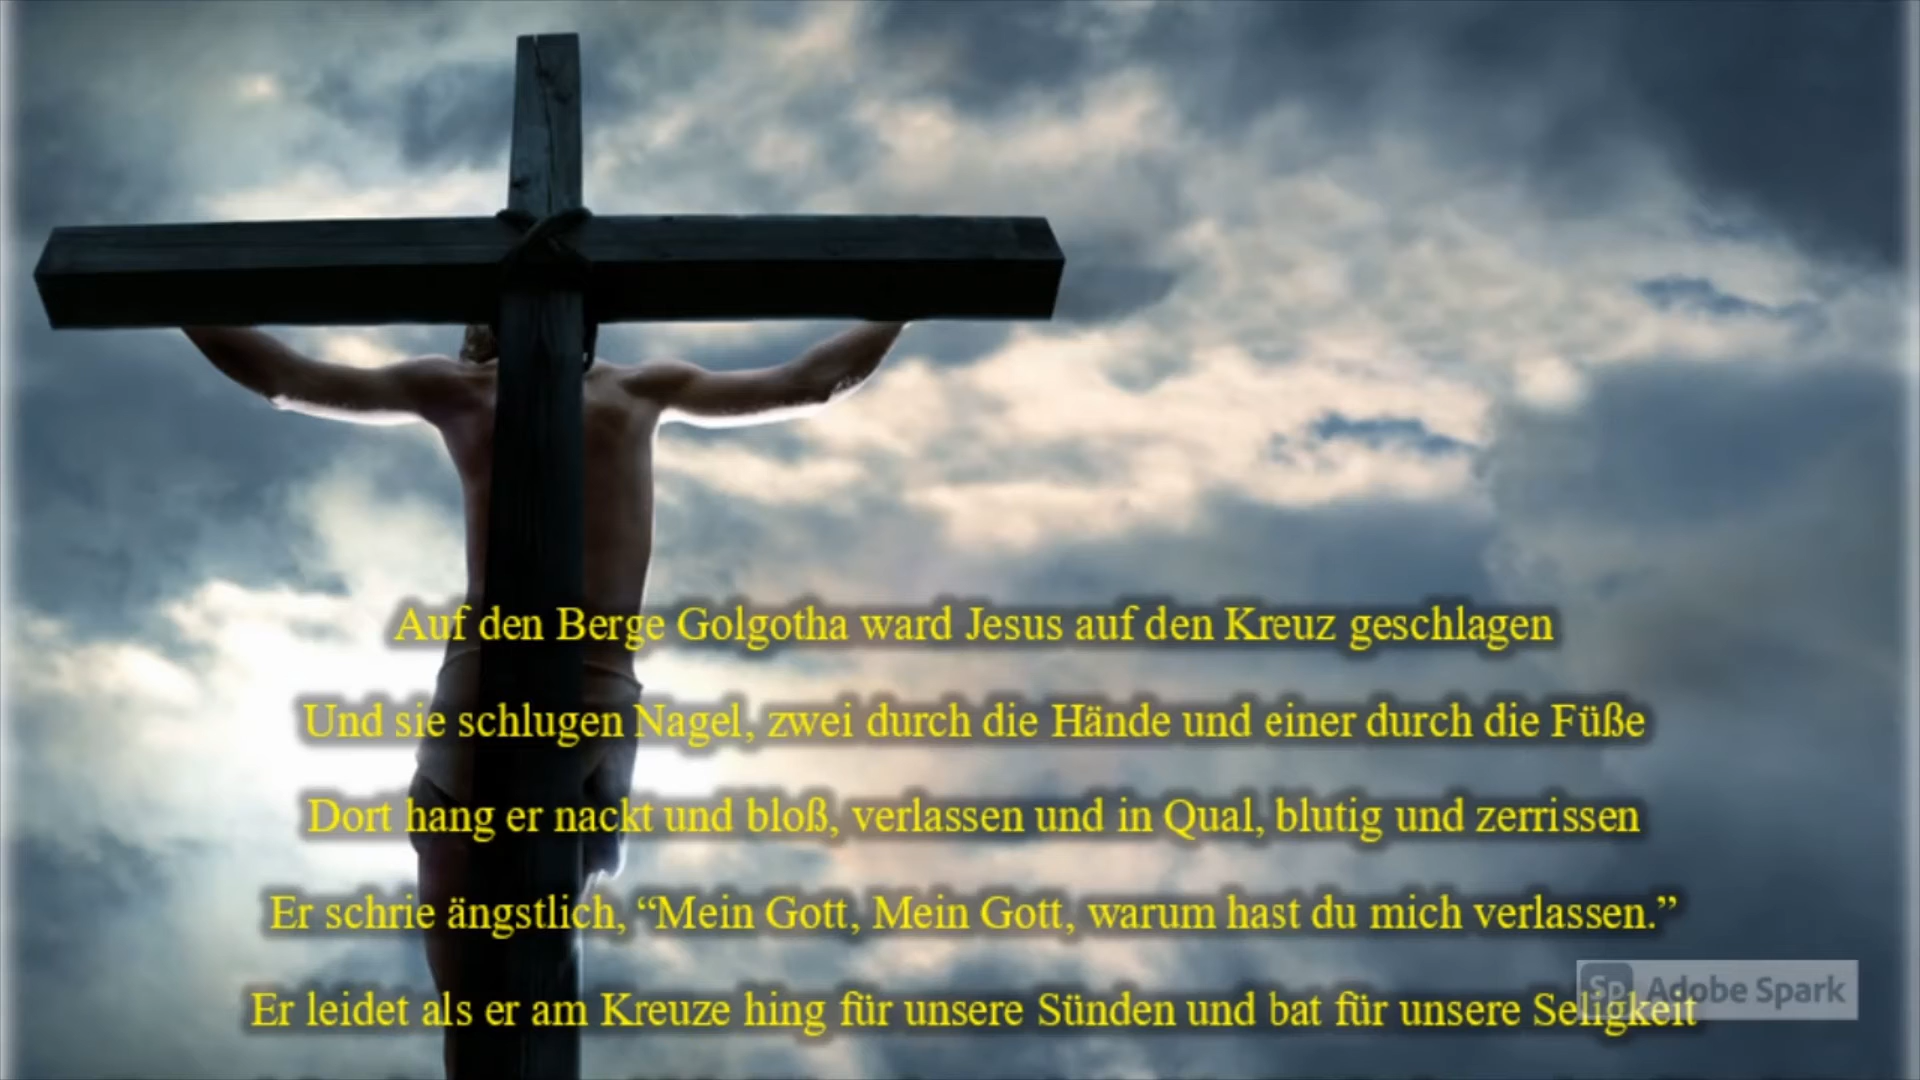 Auf den Berge Golgotha ward Jesus auf den Kreuz geschlagen
Und sie schlugen Nagel, zwei durch die Hände und einer durch die Füße
Dort hang er nackt und bloß, verlassen und in Qual, blutig und zerrissen
Er schrie ängstlich, “Mein Gott, Mein Gott, warum hast du mich verlassen.”
Sp Adobe Spark
Er leidet als er am Kreuze hing für unsere Sünden und bat für unsere Seligkeit